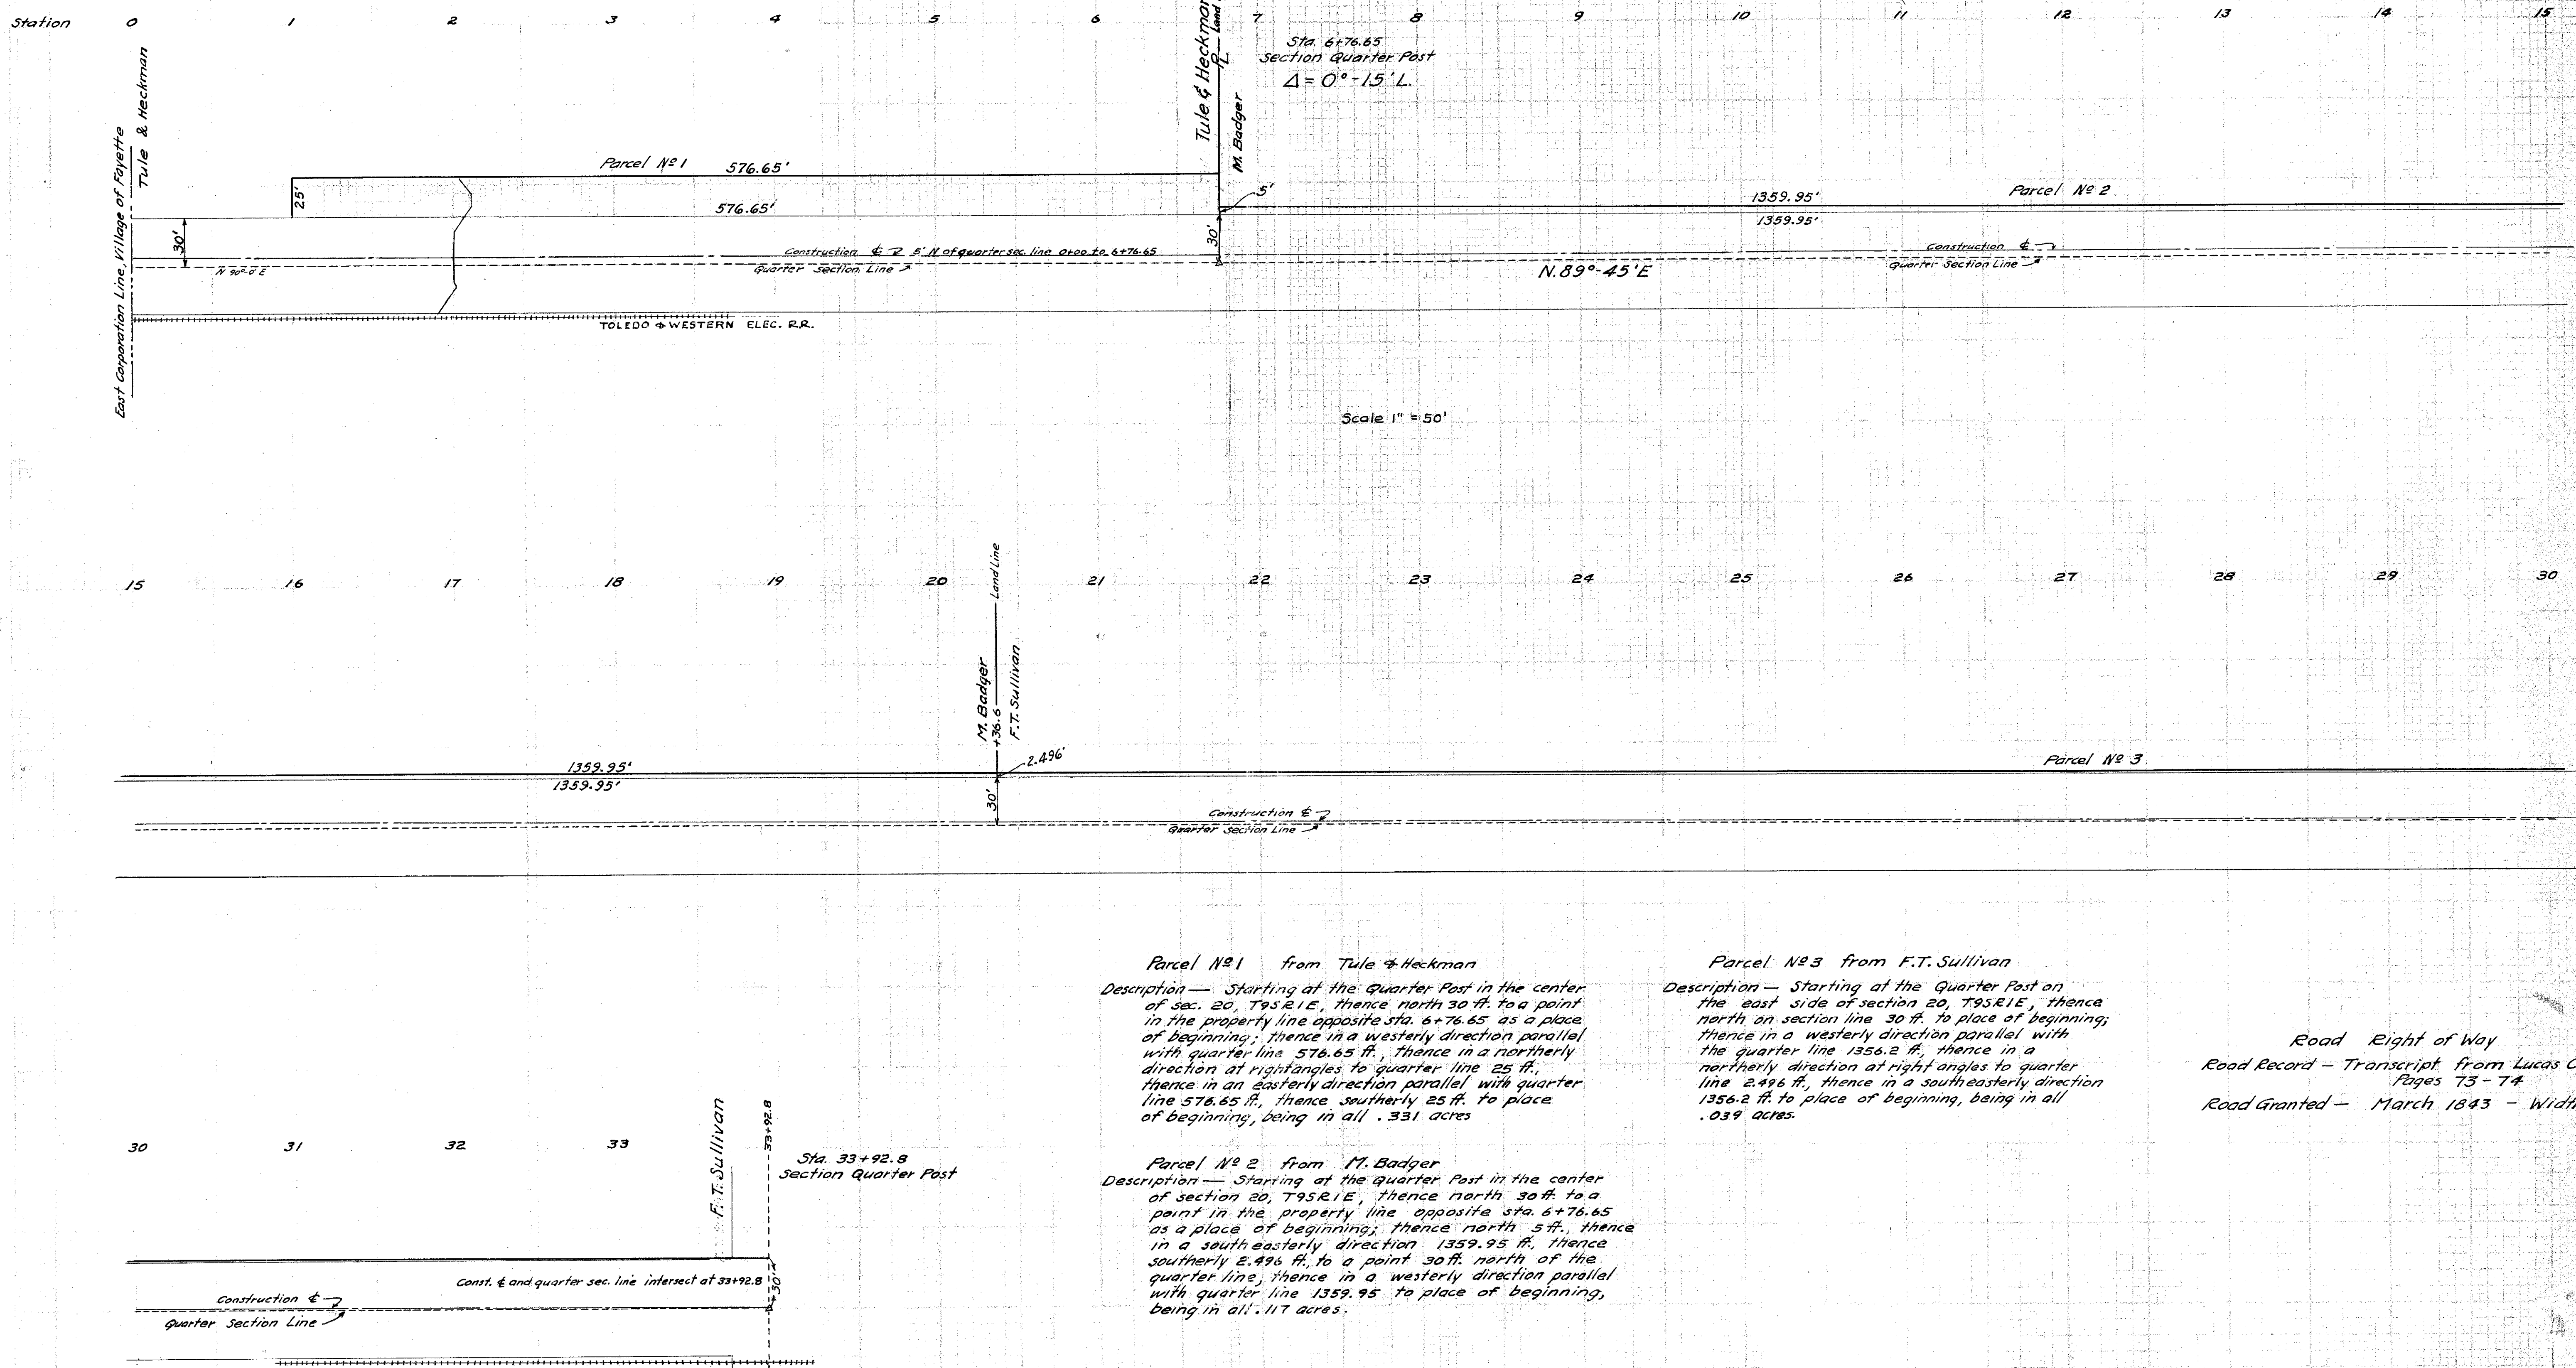 Station 0 1 2 3 4 5 6 7 8 9 10 11 12 13 14 15
East Corporation Line, Village of Fayette
Tule & Heckman
Tule & Heckman
P L Land
M. Badger
Sta. 6+76.65
Section Quarter Post
Δ = 0°-15' L.
Parcel Nº 1 576.65'
25'
576.65'
30'
5'
30'
1359.95' Parcel Nº 2
1359.95'
Construction ₵ 5' N of quarter sec. line 0+00 to 6+76.65
N 90°-0' E
Quarter Section Line
Construction ₵
Quarter Section Line
N. 89°-45' E
TOLEDO & WESTERN ELEC. R.R.
Scale 1" = 50'
15 16 17 18 19 20 21 22 23 24 25 26 27 28 29 30
Land Line
M. Badger
+36.6
F.T. Sullivan
1359.95'
1359.95'
2.496'
30'
Parcel Nº 3
Construction ₵
Quarter Section Line
30 31 32 33
F.T. Sullivan
33+92.8
Sta. 33+92.8
Section Quarter Post
Const. ₵ and quarter sec. line intersect at 33+92.8
30'
Construction ₵
Quarter Section Line
Parcel Nº 1 from Tule & Heckman
Description — Starting at the Quarter Post in the center
of sec. 20, T9S R1E, thence north 30 ft. to a point
in the property line opposite sta. 6+76.65 as a place
of beginning; thence in a westerly direction parallel
with quarter line 576.65 ft., thence in a northerly
direction at right angles to quarter line 25 ft.,
thence in an easterly direction parallel with quarter
line 576.65 ft., thence southerly 25 ft. to place
of beginning, being in all .331 acres
Parcel Nº 2 from M. Badger
Description — Starting at the Quarter Post in the center
of section 20, T9S R1E, thence north 30 ft. to a
point in the property line opposite sta. 6+76.65
as a place of beginning; thence north 5 ft., thence
in a southeasterly direction 1359.95 ft., thence
southerly 2.496 ft., to a point 30 ft. north of the
quarter line, thence in a westerly direction parallel
with quarter line 1359.95 to place of beginning,
being in all .117 acres.
Parcel Nº 3 from F.T. Sullivan
Description — Starting at the Quarter Post on
the east side of section 20, T9S R1E, thence
north on section line 30 ft. to place of beginning;
thence in a westerly direction parallel with
the quarter line 1356.2 ft., thence in a
northerly direction at right angles to quarter
line 2.496 ft., thence in a southeasterly direction
1356.2 ft. to place of beginning, being in all
.039 acres.
Road Right of Way
Road Record — Transcript from Lucas
Pages 73-74
Road Granted — March 1843 -